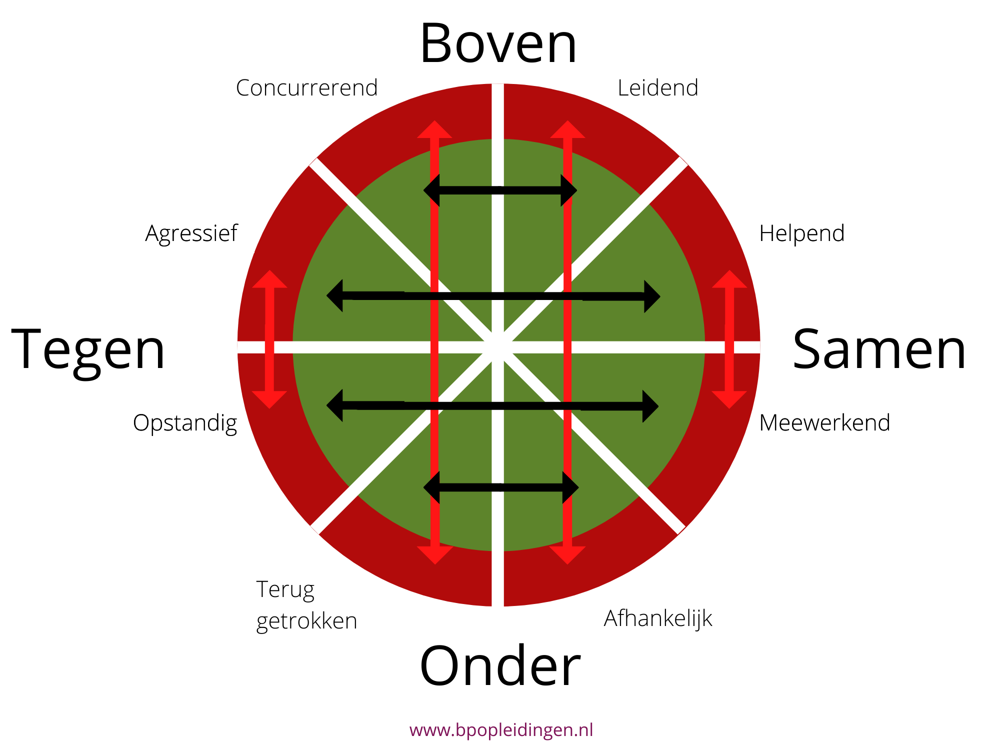 Boven
Concurrerend
Leidend
Agressief
Helpend
Tegen
Samen
Opstandig
Meewerkend
Terug
getrokken
Afhankelijk
Onder
www.bpopleidingen.nl